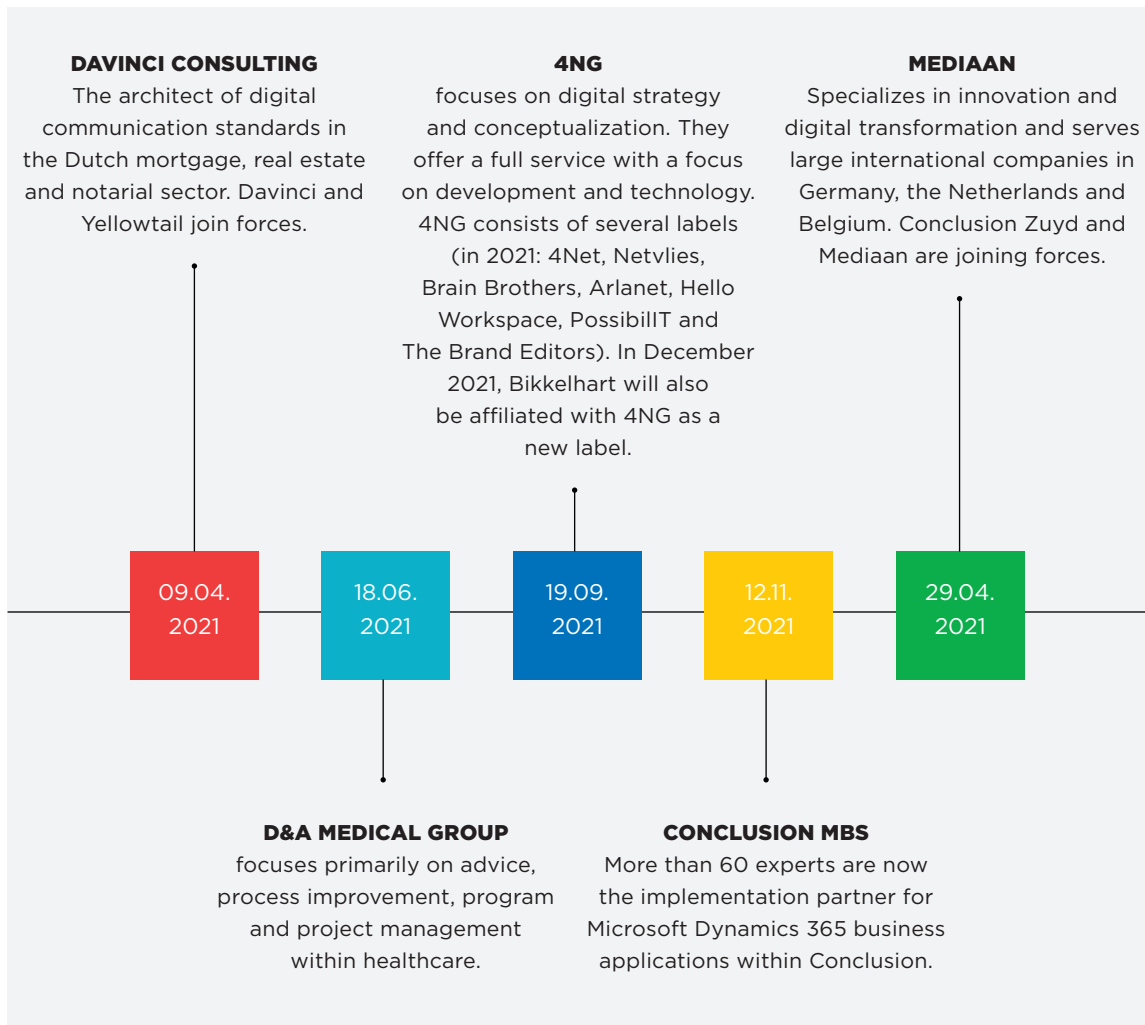 DAVINCI CONSULTING
The architect of digital
communication standards in
the Dutch mortgage, real estate
and notarial sector. Davinci and
Yellowtail join forces.
4NG
focuses on digital strategy
and conceptualization. They
offer a full service with a focus
on development and technology.
4NG consists of several labels
(in 2021: 4Net, Netvlies,
Brain Brothers, Arlanet, Hello
Workspace, PossibilIT and
The Brand Editors). In December
2021, Bikkelhart will also
be affiliated with 4NG as a
new label.
MEDIAAN
Specializes in innovation and
digital transformation and serves
large international companies in
Germany, the Netherlands and
Belgium. Conclusion Zuyd and
Mediaan are joining forces.
09.04.
2021
18.06.
2021
19.09.
2021
12.11.
2021
29.04.
2021
D&A MEDICAL GROUP
focuses primarily on advice,
process improvement, program
and project management
within healthcare.
CONCLUSION MBS
More than 60 experts are now
the implementation partner for
Microsoft Dynamics 365 business
applications within Conclusion.